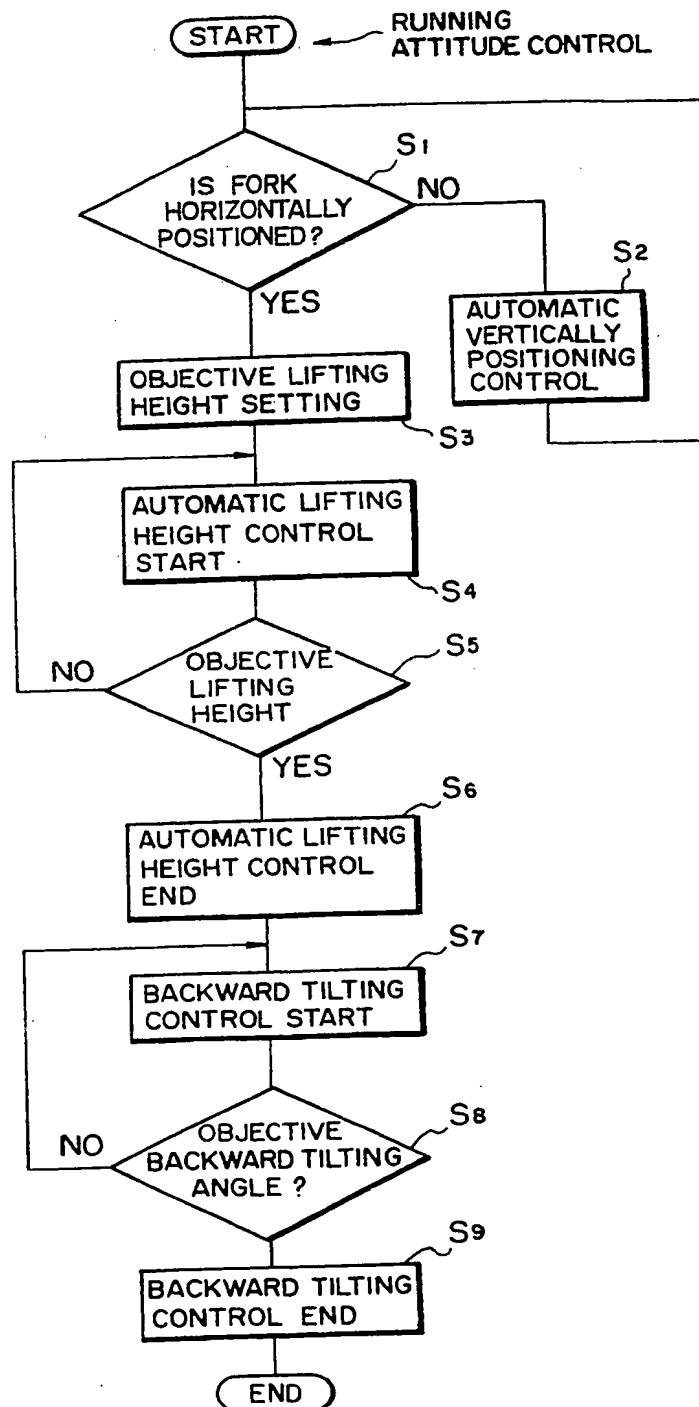 START
RUNNING
ATTITUDE CONTROL
S1
IS FORK
HORIZONTALLY
POSITIONED?
NO
YES
S2
AUTOMATIC
VERTICALLY
POSITIONING
CONTROL
OBJECTIVE LIFTING
HEIGHT SETTING
S3
AUTOMATIC LIFTING
HEIGHT CONTROL
START
S4
S5
OBJECTIVE
LIFTING
HEIGHT
NO
YES
S6
AUTOMATIC LIFTING
HEIGHT CONTROL
END
S7
BACKWARD TILTING
CONTROL START
S8
OBJECTIVE
BACKWARD TILTING
ANGLE ?
NO
S9
BACKWARD TILTING
CONTROL END
END